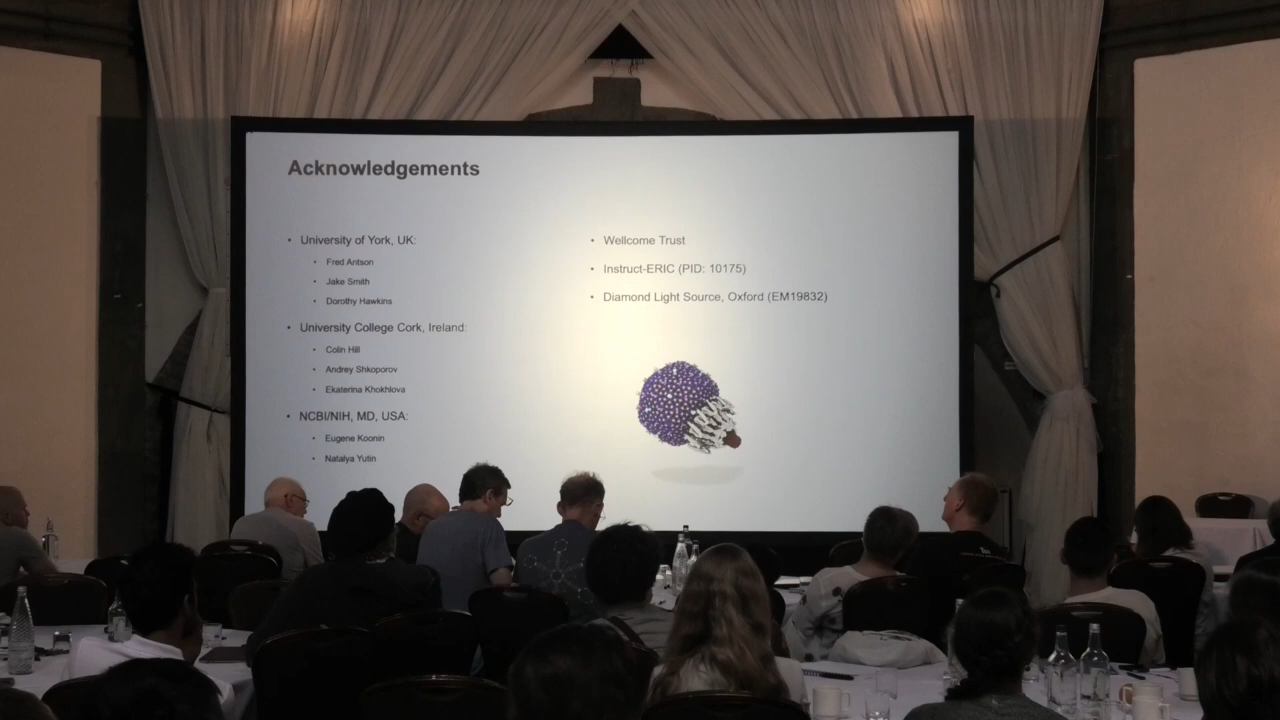 Acknowledgements
• University of York, UK:
• Fred Antson
• Jake Smith
• Dorothy Hawkins
• University College Cork, Ireland:
• Colin Hill
• Andrey Shkoporov
• Ekaterina Khokhlova
• NCBI/NIH, MD, USA:
• Eugene Koonin
• Natalya Yutin
• Wellcome Trust
• Instruct-ERIC (PID: 10175)
• Diamond Light Source, Oxford (EM19832)